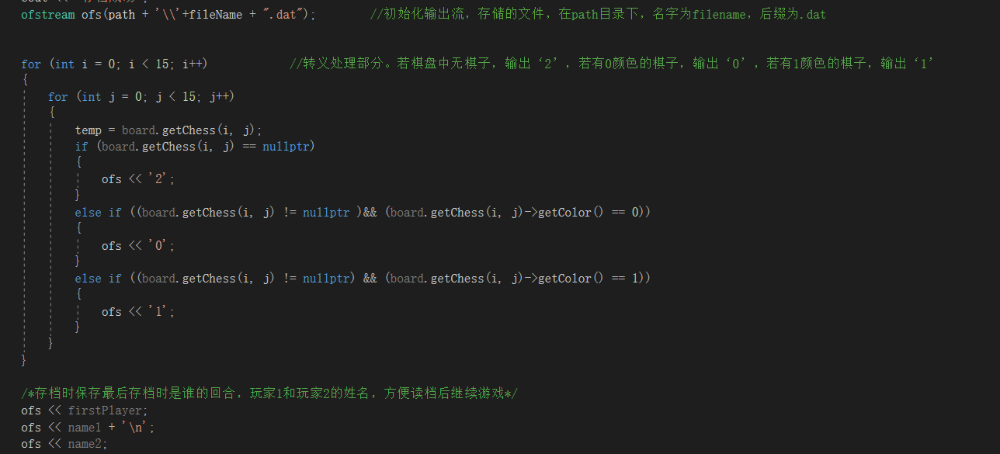 ofstream ofs(path + '\\'+fileName + ".dat"); //初始化输出流，存储的文件，在path目录下，名字为filename，后缀为.dat
for (int i = 0; i < 15; i++) //转义处理部分。若棋盘中无棋子，输出‘2’，若有0颜色的棋子，输出‘0’，若有1颜色的棋子，输出‘1’
{
for (int j = 0; j < 15; j++)
{
temp = board.getChess(i, j);
if (board.getChess(i, j) == nullptr)
{
ofs << '2';
}
else if ((board.getChess(i, j) != nullptr )&& (board.getChess(i, j)->getColor() == 0))
{
ofs << '0';
}
else if ((board.getChess(i, j) != nullptr) && (board.getChess(i, j)->getColor() == 1))
{
ofs << '1';
}
}
}
/*存档时保存最后存档时是谁的回合，玩家1和玩家2的姓名，方便读档后继续游戏*/
ofs << firstPlayer;
ofs << name1 + '\n';
ofs << name2;